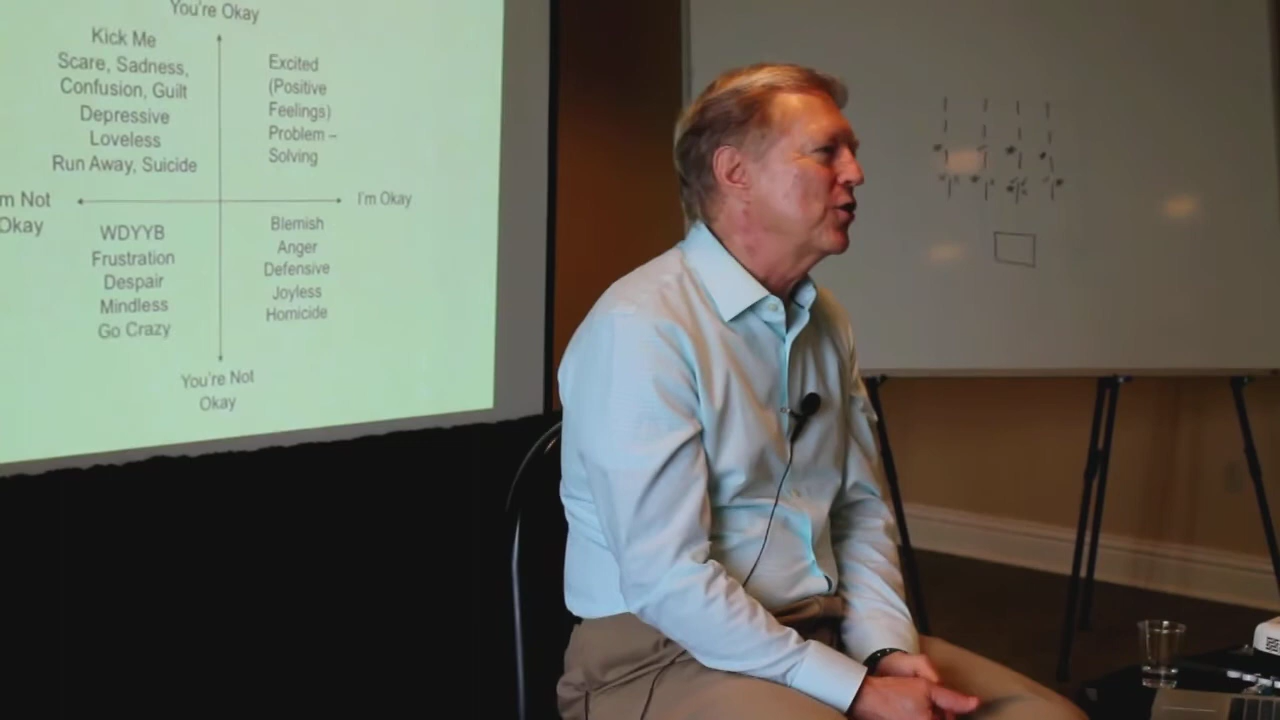 You're Okay
Kick Me
Scare, Sadness,
Confusion, Guilt
Depressive
Loveless
Run Away, Suicide
Excited
(Positive
Feelings)
Problem –
Solving
m Not
Okay
I'm Okay
WDYYB
Frustration
Despair
Mindless
Go Crazy
Blemish
Anger
Defensive
Joyless
Homicide
You're Not
Okay